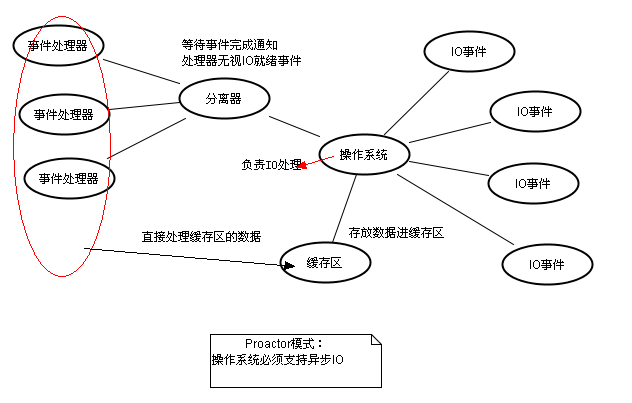 事件处理器
事件处理器
事件处理器
等待事件完成通知
处理器无视IO就绪事件
分离器
IO事件
IO事件
IO事件
IO事件
操作系统
负责IO处理
直接处理缓存区的数据
存放数据进缓存区
缓存区
Proactor模式：
操作系统必须支持异步IO